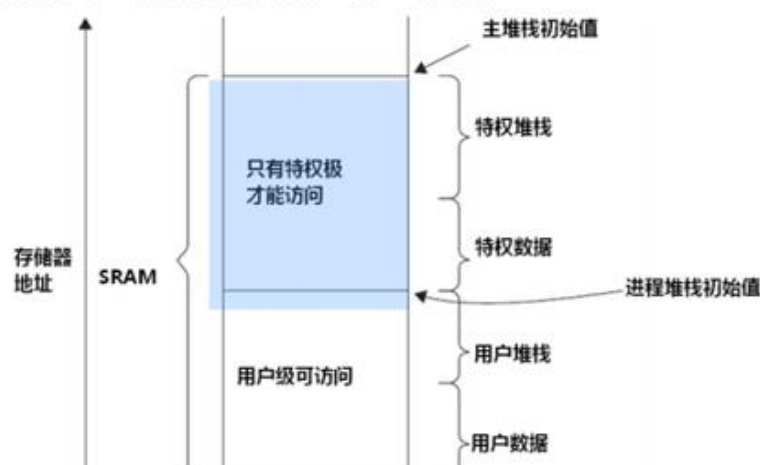 主堆栈初始值
特权堆栈
只有特权极
才能访问
特权数据
存储器
地址
SRAM
进程堆栈初始值
用户堆栈
用户级可访问
用户数据